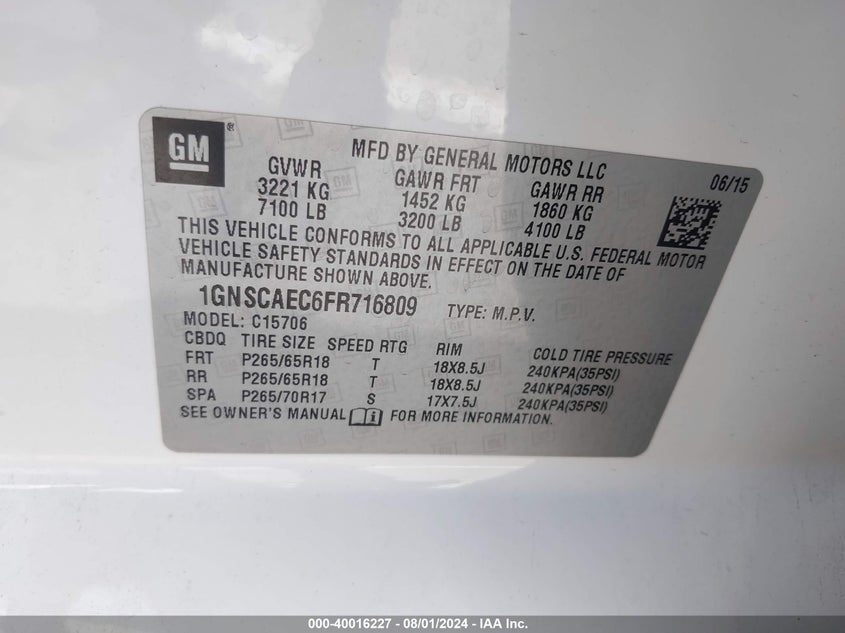 GM ®
MFD BY GENERAL MOTORS LLC
06/15
GVWR GAWR FRT GAWR RR
3221 KG 1452 KG 1860 KG
7100 LB 3200 LB 4100 LB
THIS VEHICLE CONFORMS TO ALL APPLICABLE U.S. FEDERAL MOTOR
VEHICLE SAFETY STANDARDS IN EFFECT ON THE DATE OF
MANUFACTURE SHOWN ABOVE.
1GNSCAEC6FR716809 TYPE: M.P.V.
MODEL: C15706
CBDQ TIRE SIZE SPEED RTG RIM COLD TIRE PRESSURE
FRT P265/65R18 T 18X8.5J 240KPA(35PSI)
RR P265/65R18 T 18X8.5J 240KPA(35PSI)
SPA P265/70R17 S 17X7.5J 240KPA(35PSI)
SEE OWNER'S MANUAL FOR MORE INFORMATION.
000-40016227 - 08/01/2024 - IAA Inc.